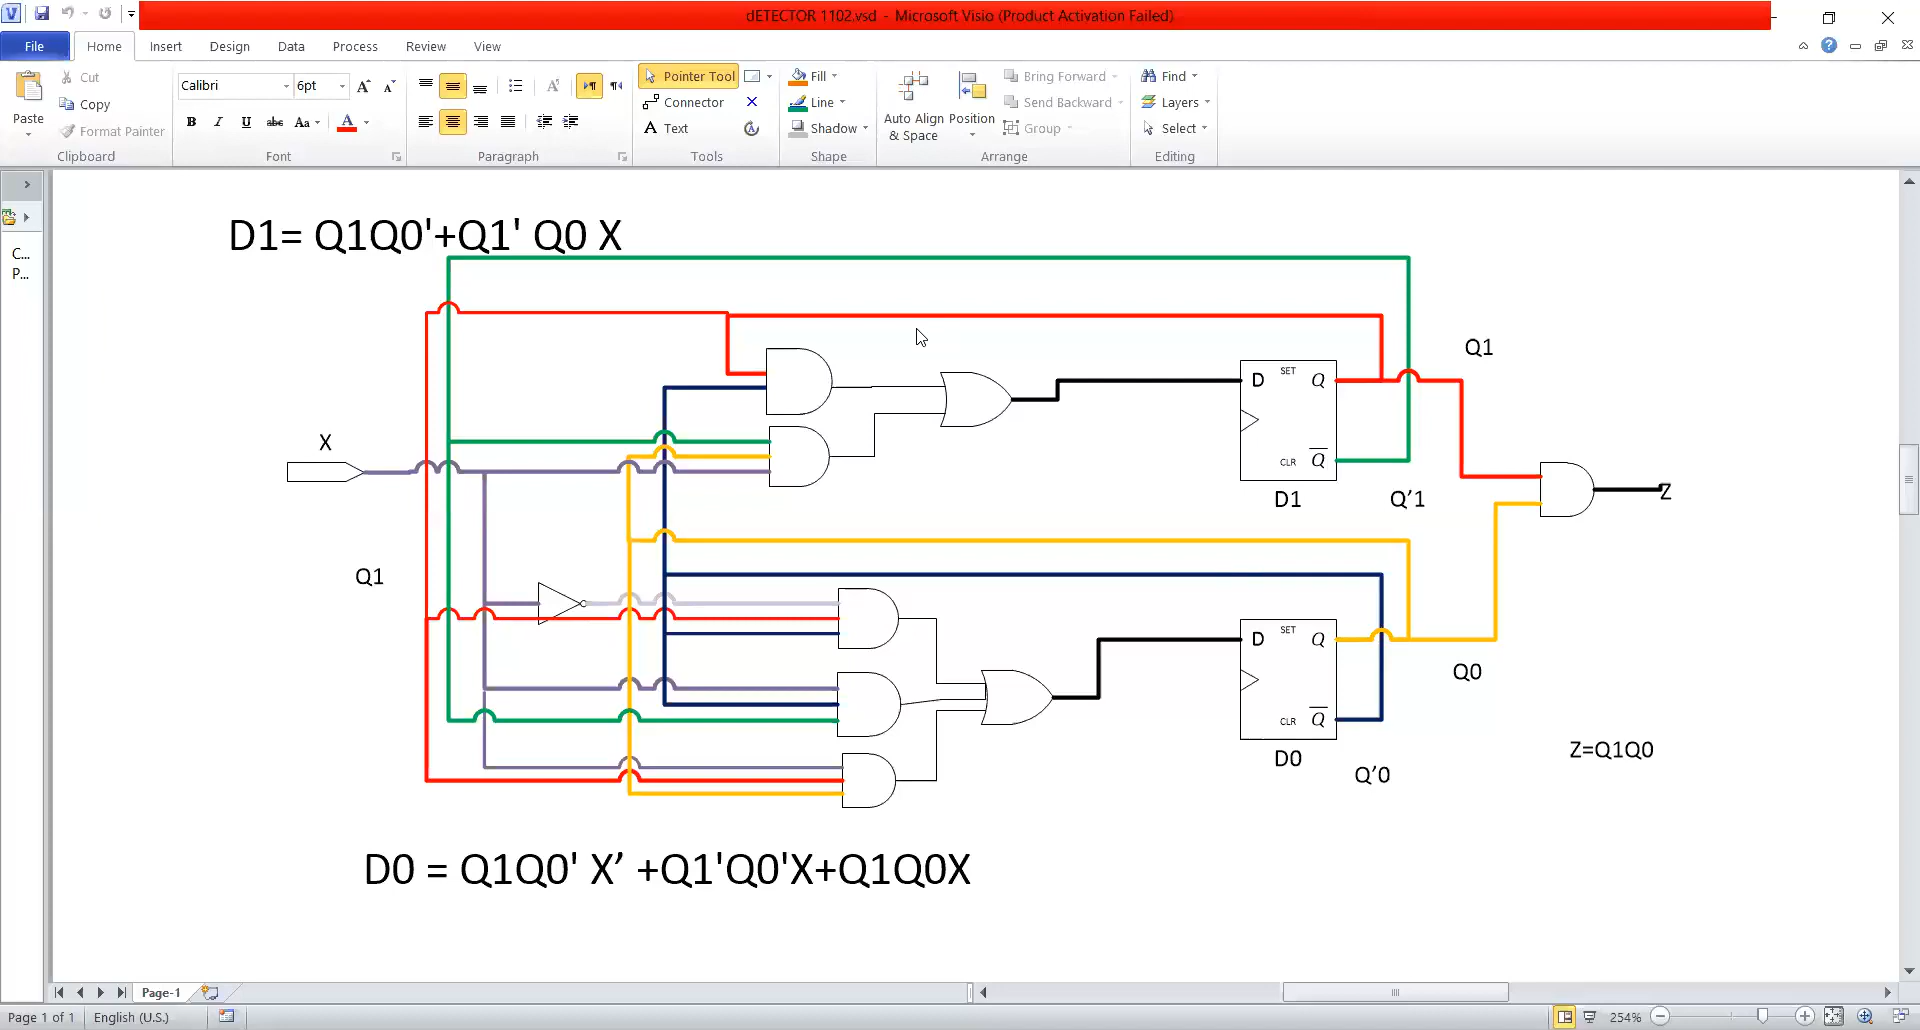 dETECTOR 1102.vsd - Microsoft Visio (Product Activation Failed)
File Home Insert Design Data Process Review View
Paste
Cut
Copy
Format Painter
Clipboard
Calibri 6pt
B I U abc Aa A
Font
Paragraph
Pointer Tool
Connector
Text
Tools
Fill
Line
Shadow
Shape
Auto Align & Space
Position
Bring Forward
Send Backward
Group
Arrange
Find
Layers
Select
Editing
C...
P...
D1= Q1Q0'+Q1' Q0 X
Q1
D SET Q
CLR Q
D1
Q’1
X
Z
Q1
D SET Q
CLR Q
D0
Q0
Q’0
Z=Q1Q0
D0 = Q1Q0' X’ +Q1'Q0'X+Q1Q0X
Page-1
Page 1 of 1 English (U.S.) 254%